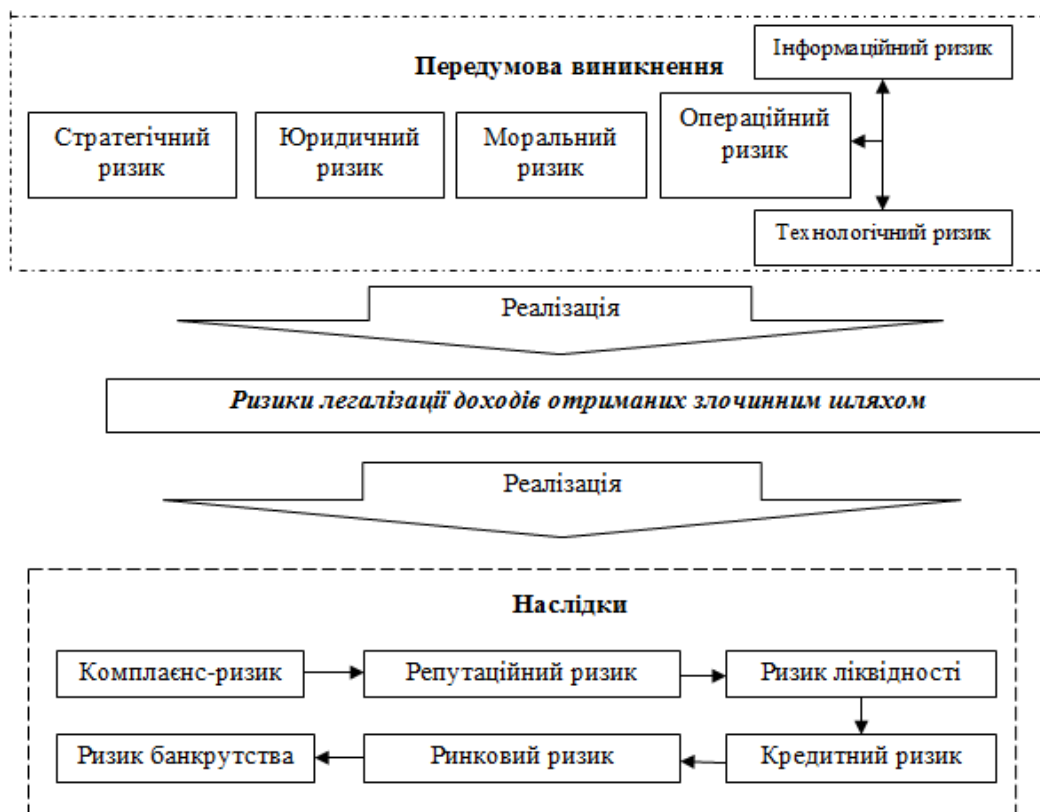 Інформаційний ризик
Передумова виникнення
Стратегічний
ризик
Юридичний
ризик
Моральний
ризик
Операційний
ризик
Технологічний ризик
Реалізація
Ризики легалізації доходів отриманих злочинним шляхом
Реалізація
Наслідки
Комплаєнс-ризик
Репутаційний ризик
Ризик ліквідності
Ризик банкрутства
Ринковий ризик
Кредитний ризик